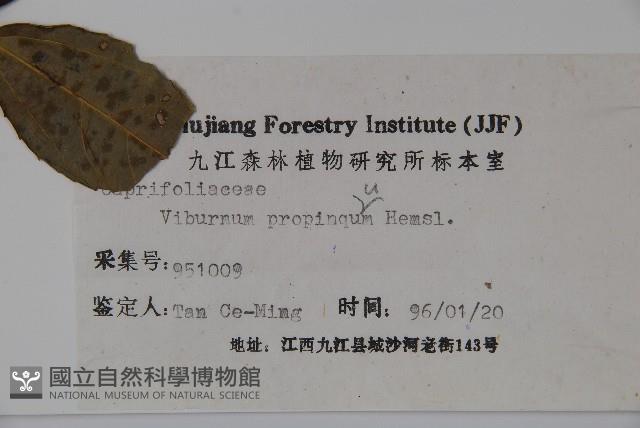 iujiang Forestry Institute (JJF)
九江森林植物研究所标本室
Caprifoliaceae
u
Viburnum propinqum Hemsl.
采集号: 951009
鉴定人: Tan Ce-Ming 时间: 96/01/20
地址: 江西九江县城沙河老街143号
國立自然科學博物館
NATIONAL MUSEUM OF NATURAL SCIENCE